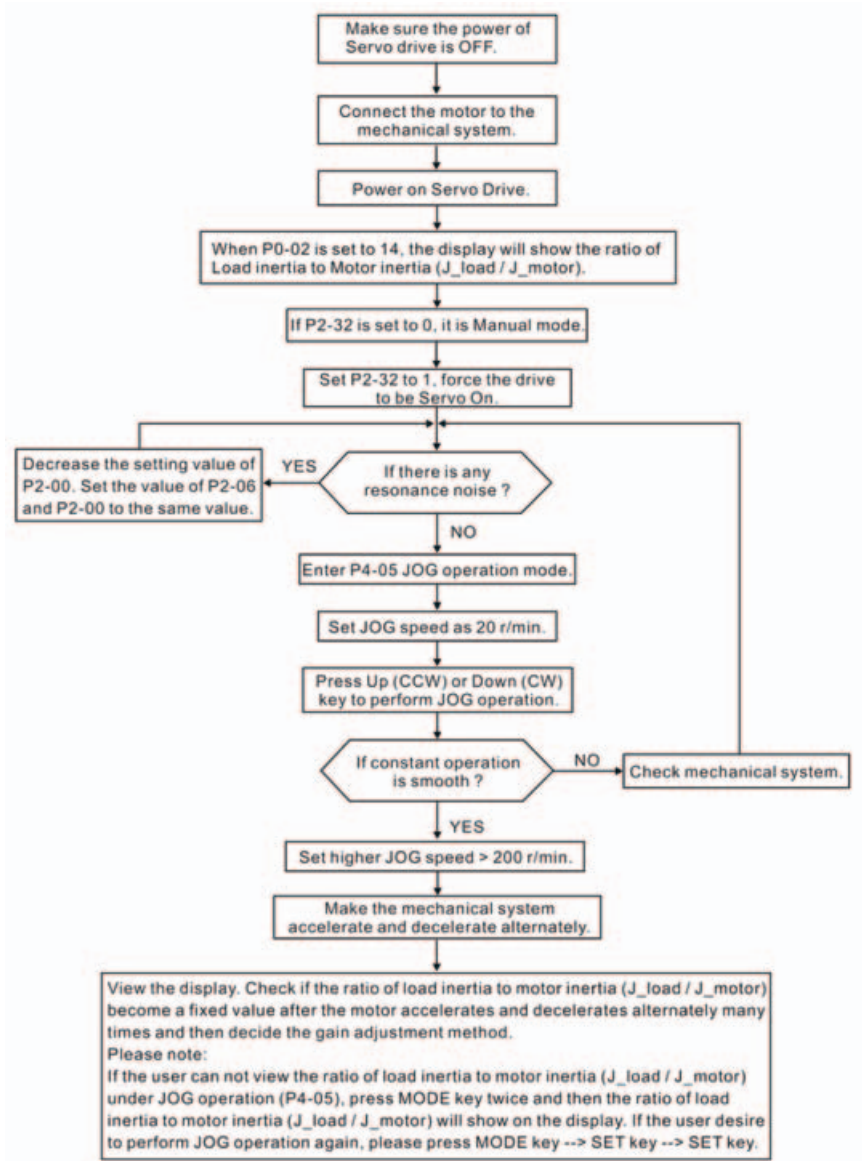 Make sure the power of
Servo drive is OFF.
Connect the motor to the
mechanical system.
Power on Servo Drive.
When P0-02 is set to 14, the display will show the ratio of
Load inertia to Motor inertia (J_load / J_motor).
If P2-32 is set to 0, it is Manual mode.
Set P2-32 to 1, force the drive
to be Servo On.
If there is any
resonance noise ?
YES
Decrease the setting value of
P2-00. Set the value of P2-06
and P2-00 to the same value.
NO
Enter P4-05 JOG operation mode.
Set JOG speed as 20 r/min.
Press Up (CCW) or Down (CW)
key to perform JOG operation.
If constant operation
is smooth ?
NO
Check mechanical system.
YES
Set higher JOG speed > 200 r/min.
Make the mechanical system
accelerate and decelerate alternately.
View the display. Check if the ratio of load inertia to motor inertia (J_load / J_motor)
become a fixed value after the motor accelerates and decelerates alternately many
times and then decide the gain adjustment method.
Please note:
If the user can not view the ratio of load inertia to motor inertia (J_load / J_motor)
under JOG operation (P4-05), press MODE key twice and then the ratio of load
inertia to motor inertia (J_load / J_motor) will show on the display. If the user desire
to perform JOG operation again, please press MODE key --> SET key --> SET key.